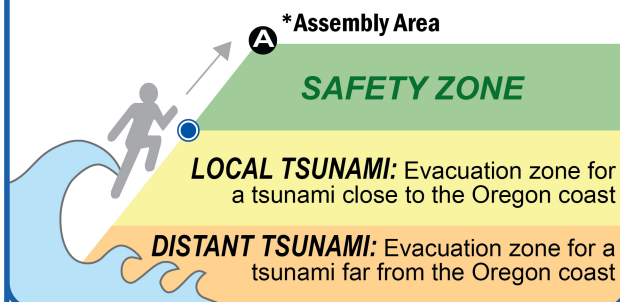 *Assembly Area
A
SAFETY ZONE
LOCAL TSUNAMI: Evacuation zone for
a tsunami close to the Oregon coast
DISTANT TSUNAMI: Evacuation zone for a
tsunami far from the Oregon coast